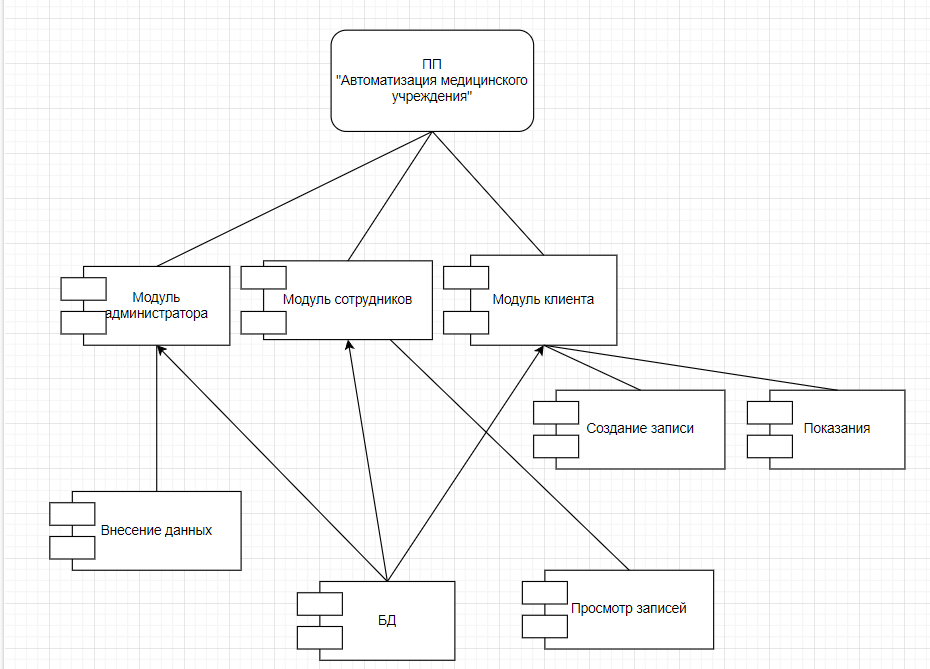 ПП
"Автоматизация медицинского
учреждения"
Модуль
администратора
Модуль сотрудников
Модуль клиента
Создание записи
Показания
Внесение данных
БД
Просмотр записей